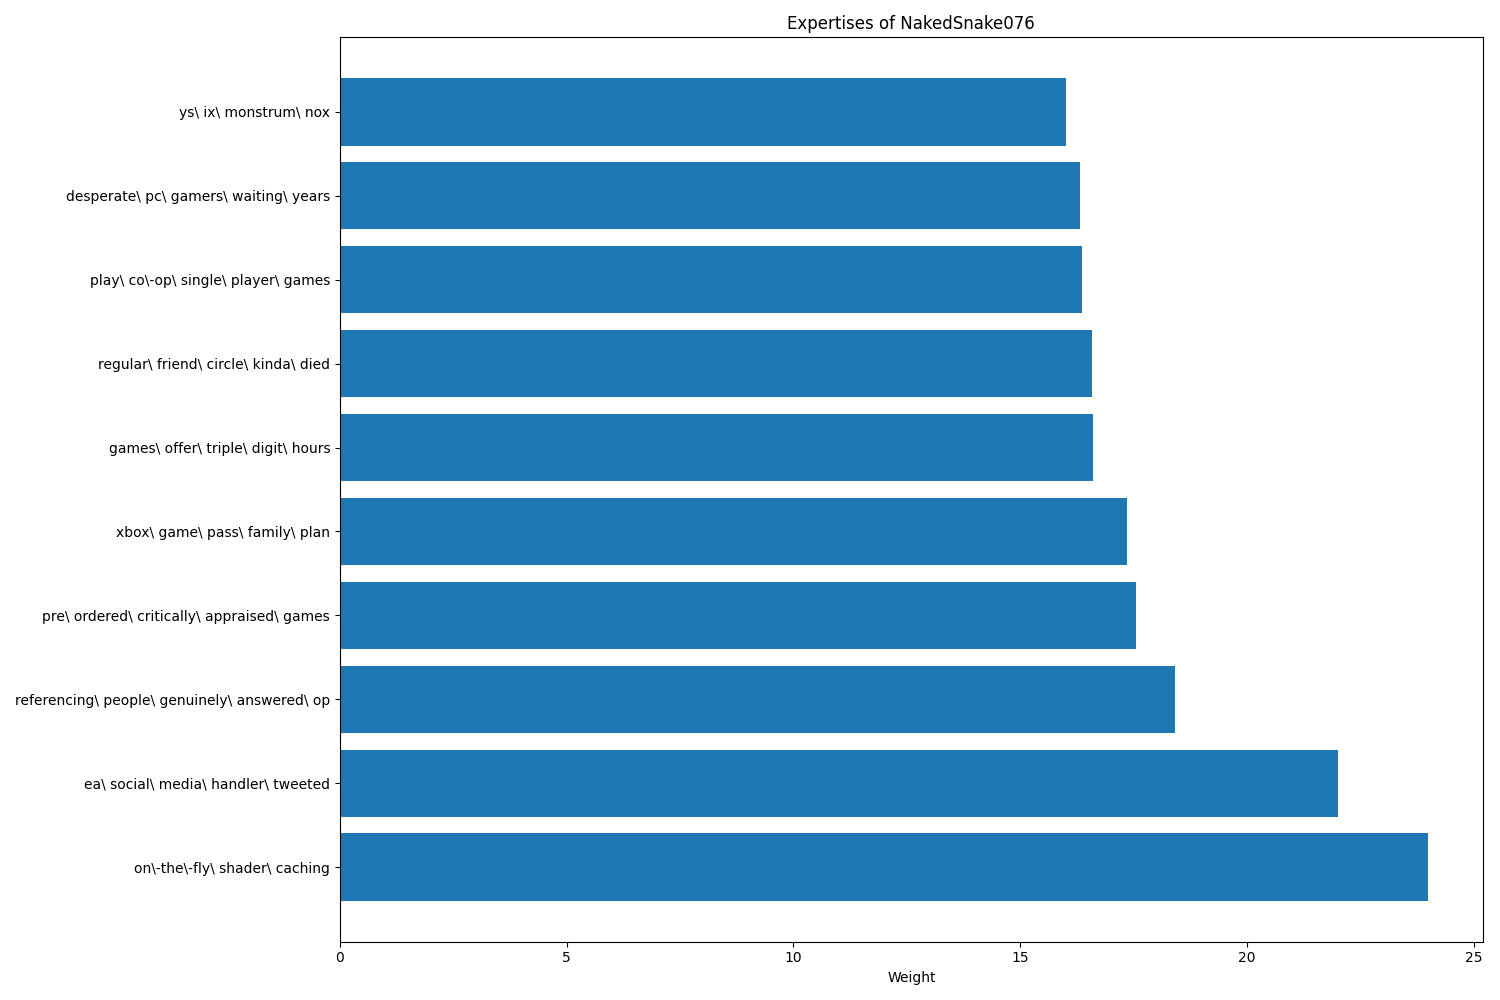 Expertises of NakedSnake076
ys\ ix\ monstrum\ nox
desperate\ pc\ gamers\ waiting\ years
play\ co\-op\ single\ player\ games
regular\ friend\ circle\ kinda\ died
games\ offer\ triple\ digit\ hours
xbox\ game\ pass\ family\ plan
pre\ ordered\ critically\ appraised\ games
referencing\ people\ genuinely\ answered\ op
ea\ social\ media\ handler\ tweeted
on\-the\-fly\ shader\ caching
0 5 10 15 20 25
Weight